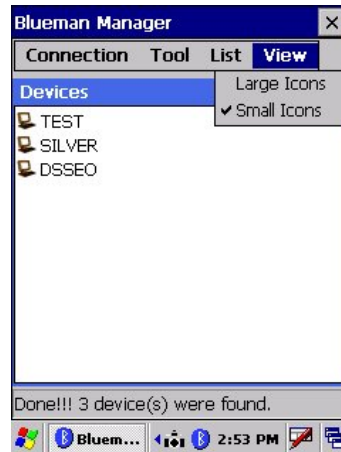 Blueman Manager
Connection Tool List View
Devices
Large Icons
Small Icons
TEST
SILVER
DSSEO
Done!!! 3 device(s) were found.
Bluem... 2:53 PM